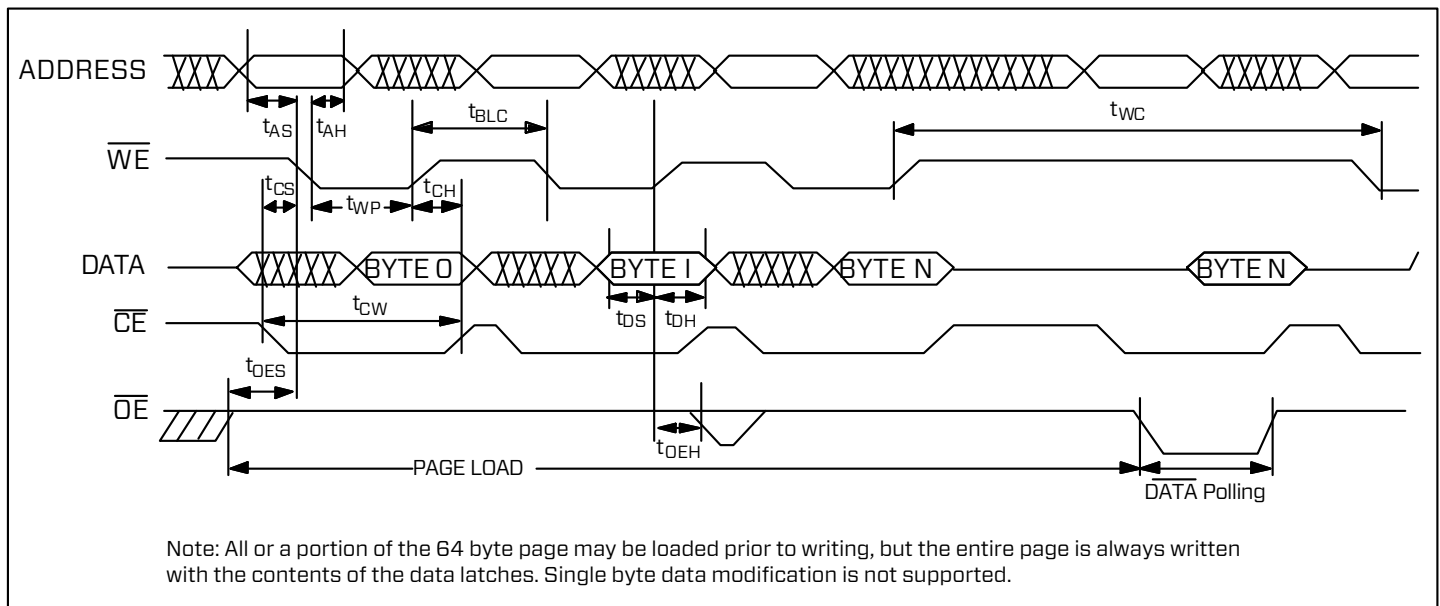 ADDRESS
tAS
tAH
tBLC
tWC
WE
tCS
tWP
tCH
DATA
BYTE 0
BYTE 1
BYTE N
BYTE N
tCW
tDS
tDH
CE
tOES
OE
tOEH
PAGE LOAD
DATA Polling
Note: All or a portion of the 64 byte page may be loaded prior to writing, but the entire page is always written
with the contents of the data latches. Single byte data modification is not supported.